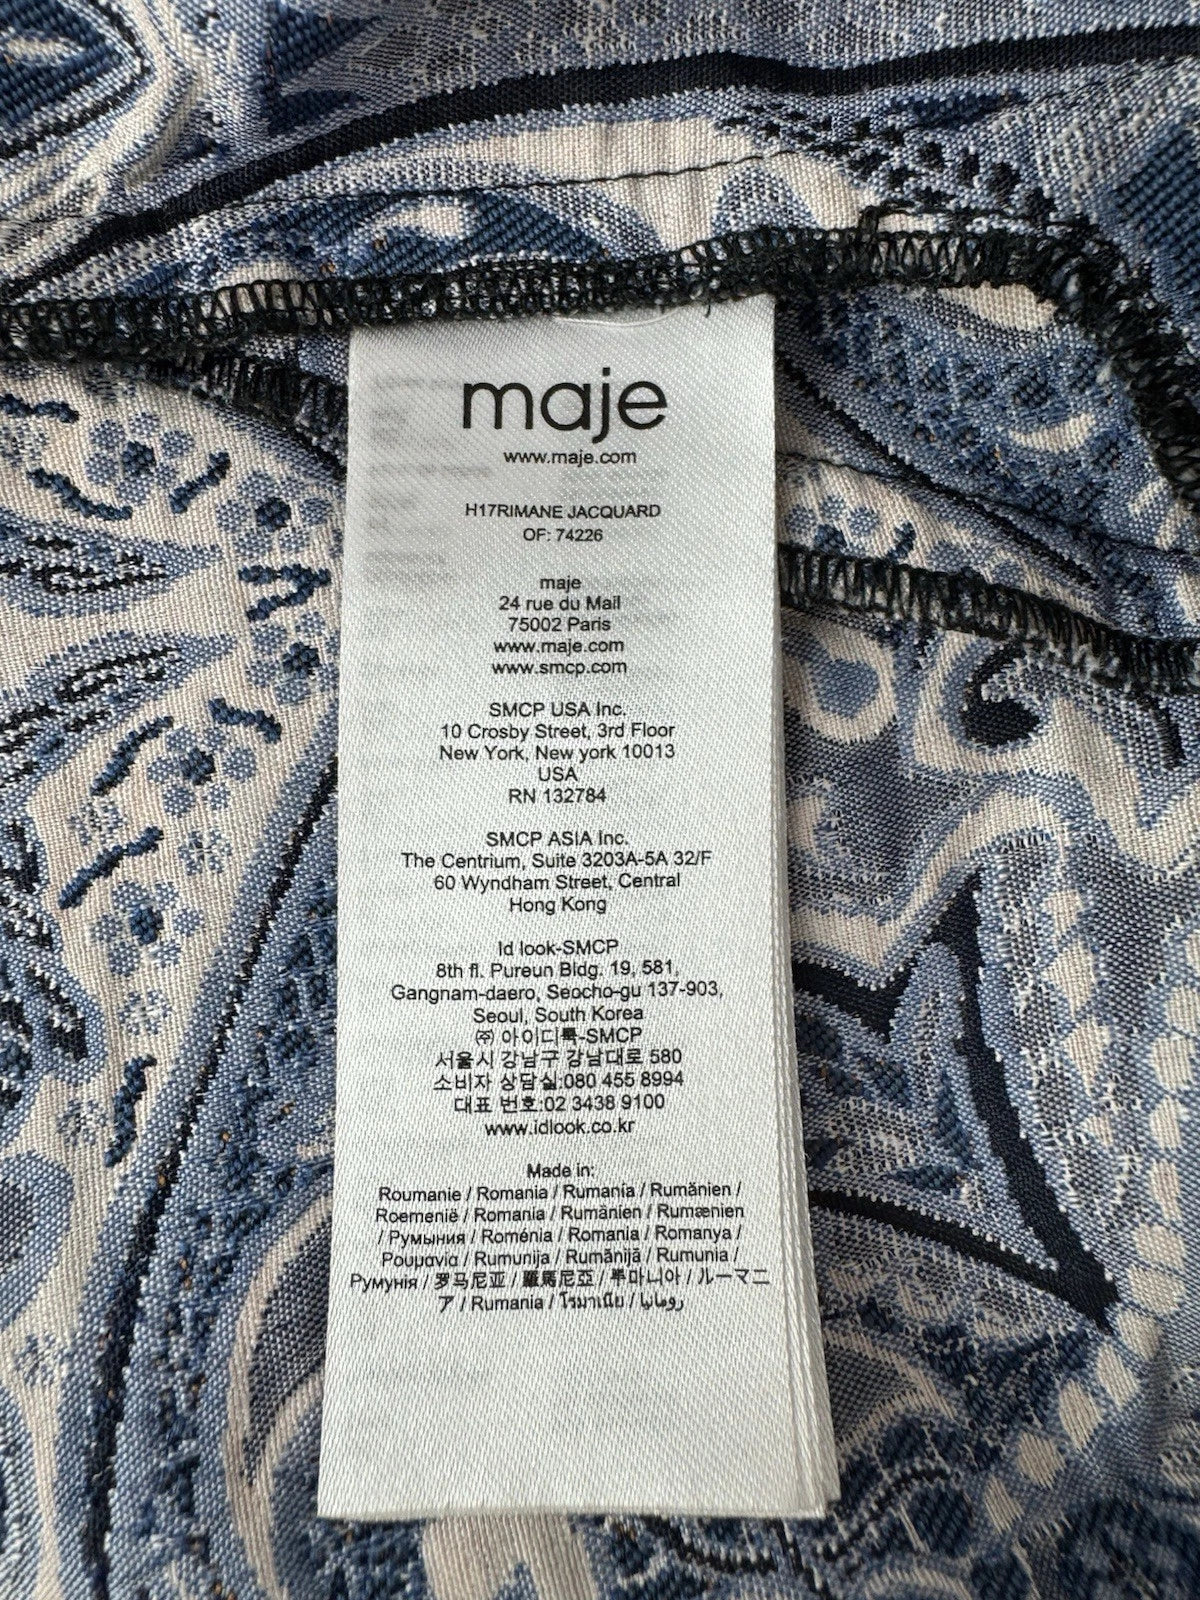 maje
www.maje.com
H17RIMANE JACQUARD
OF: 74226
maje
24 rue du Mail
75002 Paris
www.maje.com
www.smcp.com
SMCP USA Inc.
10 Crosby Street, 3rd Floor
New York, New york 10013
USA
RN 132784
SMCP ASIA Inc.
The Centrium, Suite 3203A-5A 32/F
60 Wyndham Street, Central
Hong Kong
Id look-SMCP
8th fl. Pureun Bldg. 19, 581,
Gangnam-daero, Seocho-gu 137-903,
Seoul, South Korea
㈜ 아이디룩-SMCP
서울시 강남구 강남대로 580
소비자 상담실:080 455 8994
대표 번호:02 3438 9100
www.idlook.co.kr
Made in:
Roumanie / Romania / Rumanía / Rumänien /
Roemenië / Romania / Rumänien / Rumænien
/ Румыния / Roménia / Romania / Romanya /
Ρουμανία / Rumunija / Rumānijā / Rumunia /
Румунія / 罗马尼亚 / 羅馬尼亞 / 루마니아 / ルーマニ
ア / Rumania / โรมาเนีย / رومانيا